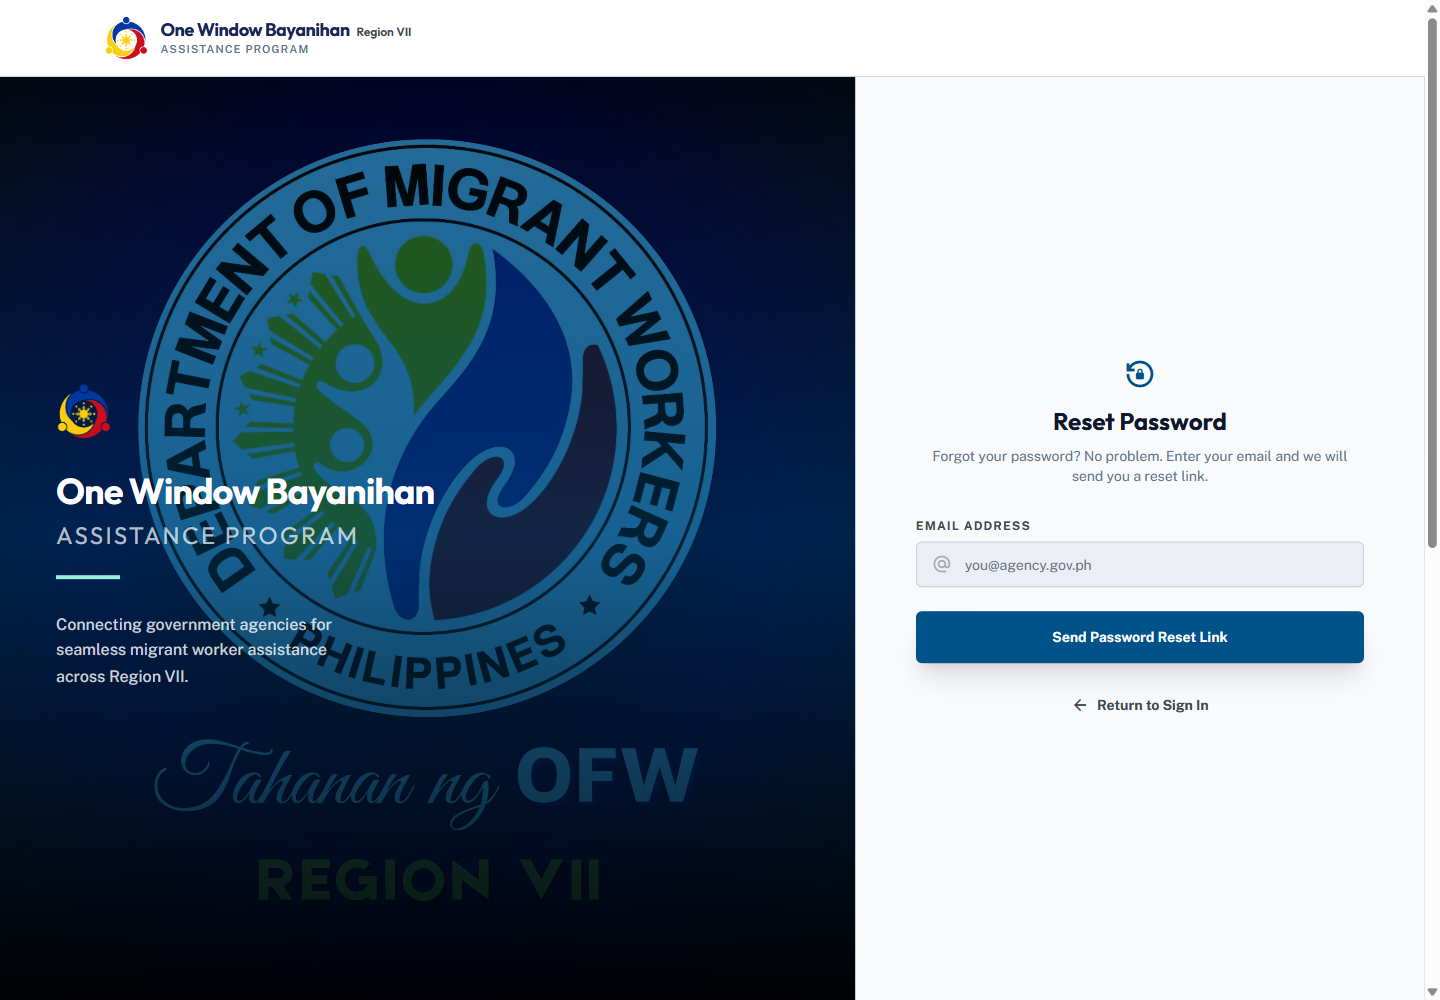 One Window Bayanihan Region VII
ASSISTANCE PROGRAM
DEPARTMENT OF MIGRANT WORKERS
PHILIPPINES
One Window Bayanihan
ASSISTANCE PROGRAM
Connecting government agencies for
seamless migrant worker assistance
across Region VII.
Tahanan ng OFW
REGION VII
Reset Password
Forgot your password? No problem. Enter your email and we will
send you a reset link.
EMAIL ADDRESS
you@agency.gov.ph
Send Password Reset Link
Return to Sign In